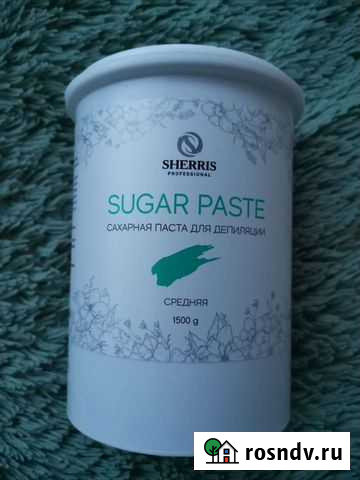 SHERRIS
PROFESSIONAL
SUGAR PASTE
САХАРНАЯ ПАСТА ДЛЯ ДЕПИЛЯЦИИ
СРЕДНЯЯ
1500 g
rosndv.ru